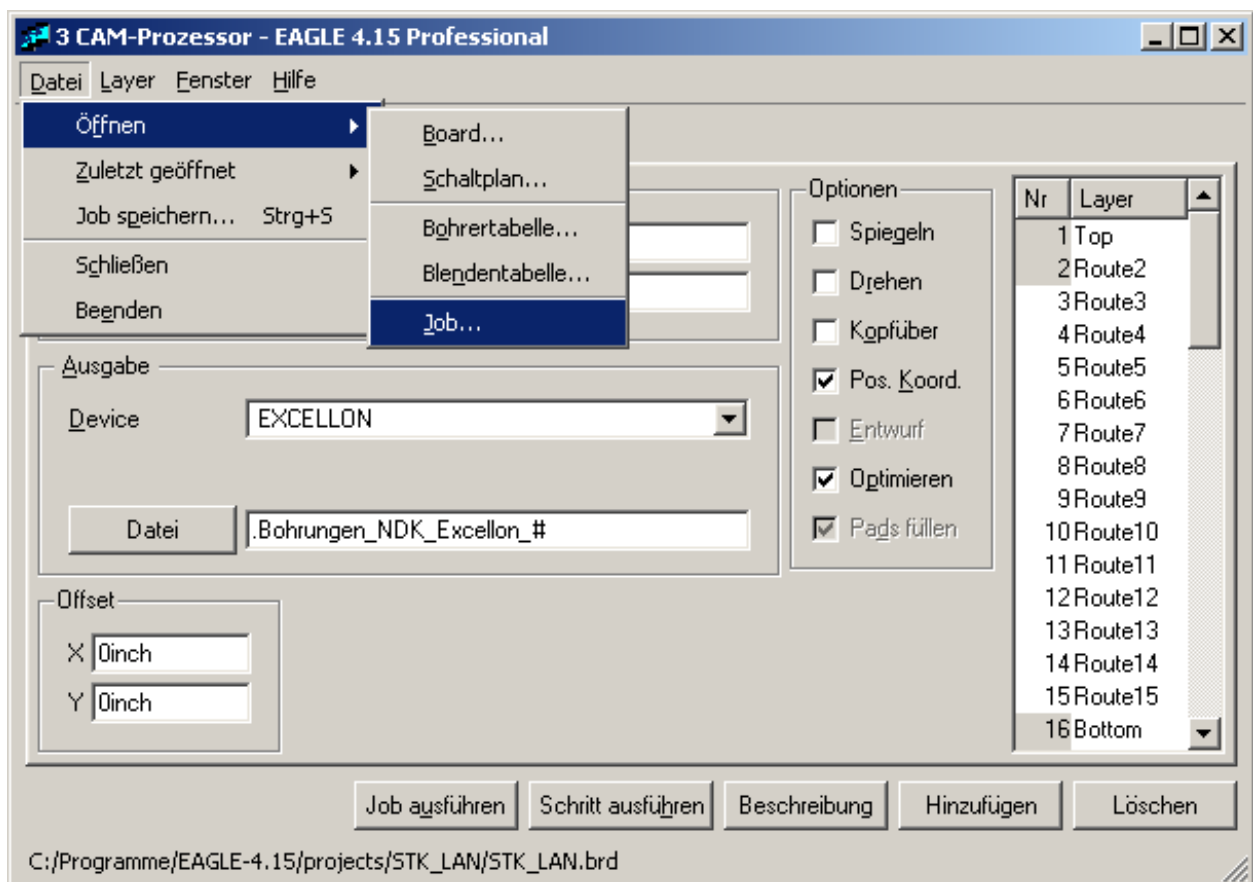 3 CAM-Prozessor - EAGLE 4.15 Professional
Datei Layer Fenster Hilfe
Öffnen
Zuletzt geöffnet
Job speichern... Strg+S
Schließen
Beenden
Board...
Schaltplan...
Bohrertabelle...
Blendentabelle...
Job...
Ausgabe
Device EXCELLON
Datei .Bohrungen_NDK_Excellon_#
Offset
X 0inch
Y 0inch
Optionen
Spiegeln
Drehen
Kopfüber
Pos. Koord.
Entwurf
Optimieren
Pads füllen
Nr Layer
1 Top
2 Route2
3 Route3
4 Route4
5 Route5
6 Route6
7 Route7
8 Route8
9 Route9
10 Route10
11 Route11
12 Route12
13 Route13
14 Route14
15 Route15
16 Bottom
Job ausführen Schritt ausführen Beschreibung Hinzufügen Löschen
C:/Programme/EAGLE-4.15/projects/STK_LAN/STK_LAN.brd